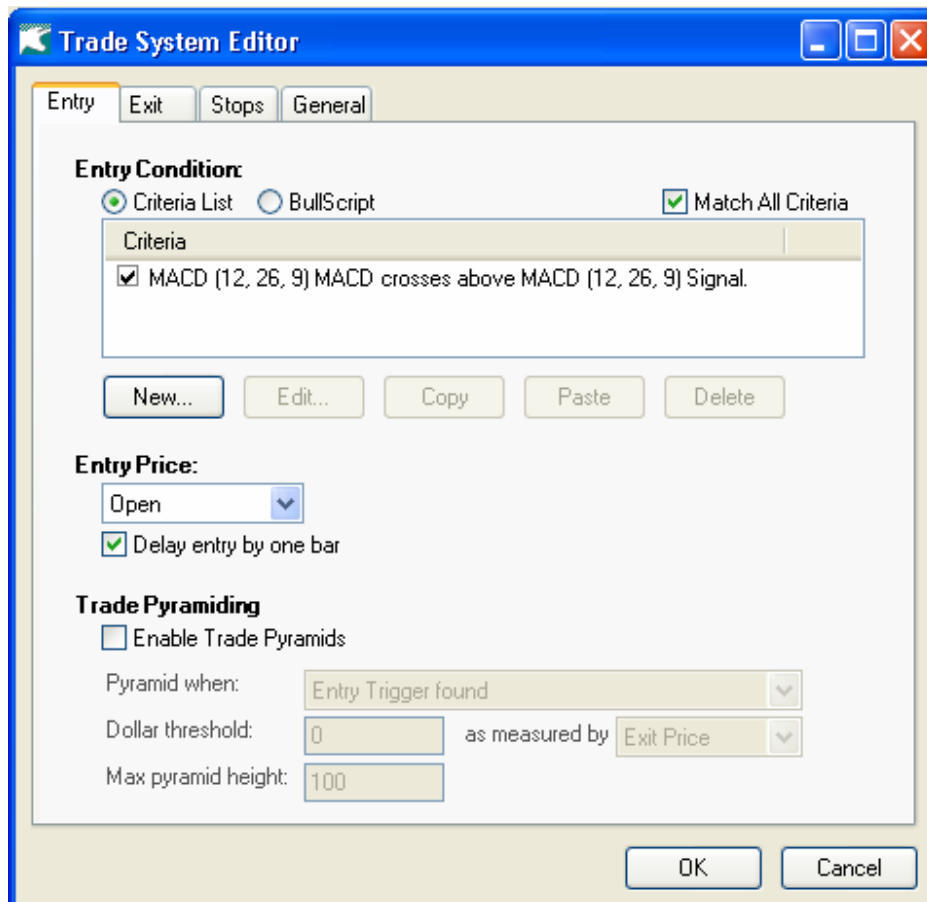 Trade System Editor
Entry Exit Stops General
Entry Condition:
Criteria List BullScript Match All Criteria
Criteria
MACD (12, 26, 9) MACD crosses above MACD (12, 26, 9) Signal.
New... Edit... Copy Paste Delete
Entry Price:
Open
Delay entry by one bar
Trade Pyramiding
Enable Trade Pyramids
Pyramid when: Entry Trigger found
Dollar threshold: 0 as measured by Exit Price
Max pyramid height: 100
OK Cancel